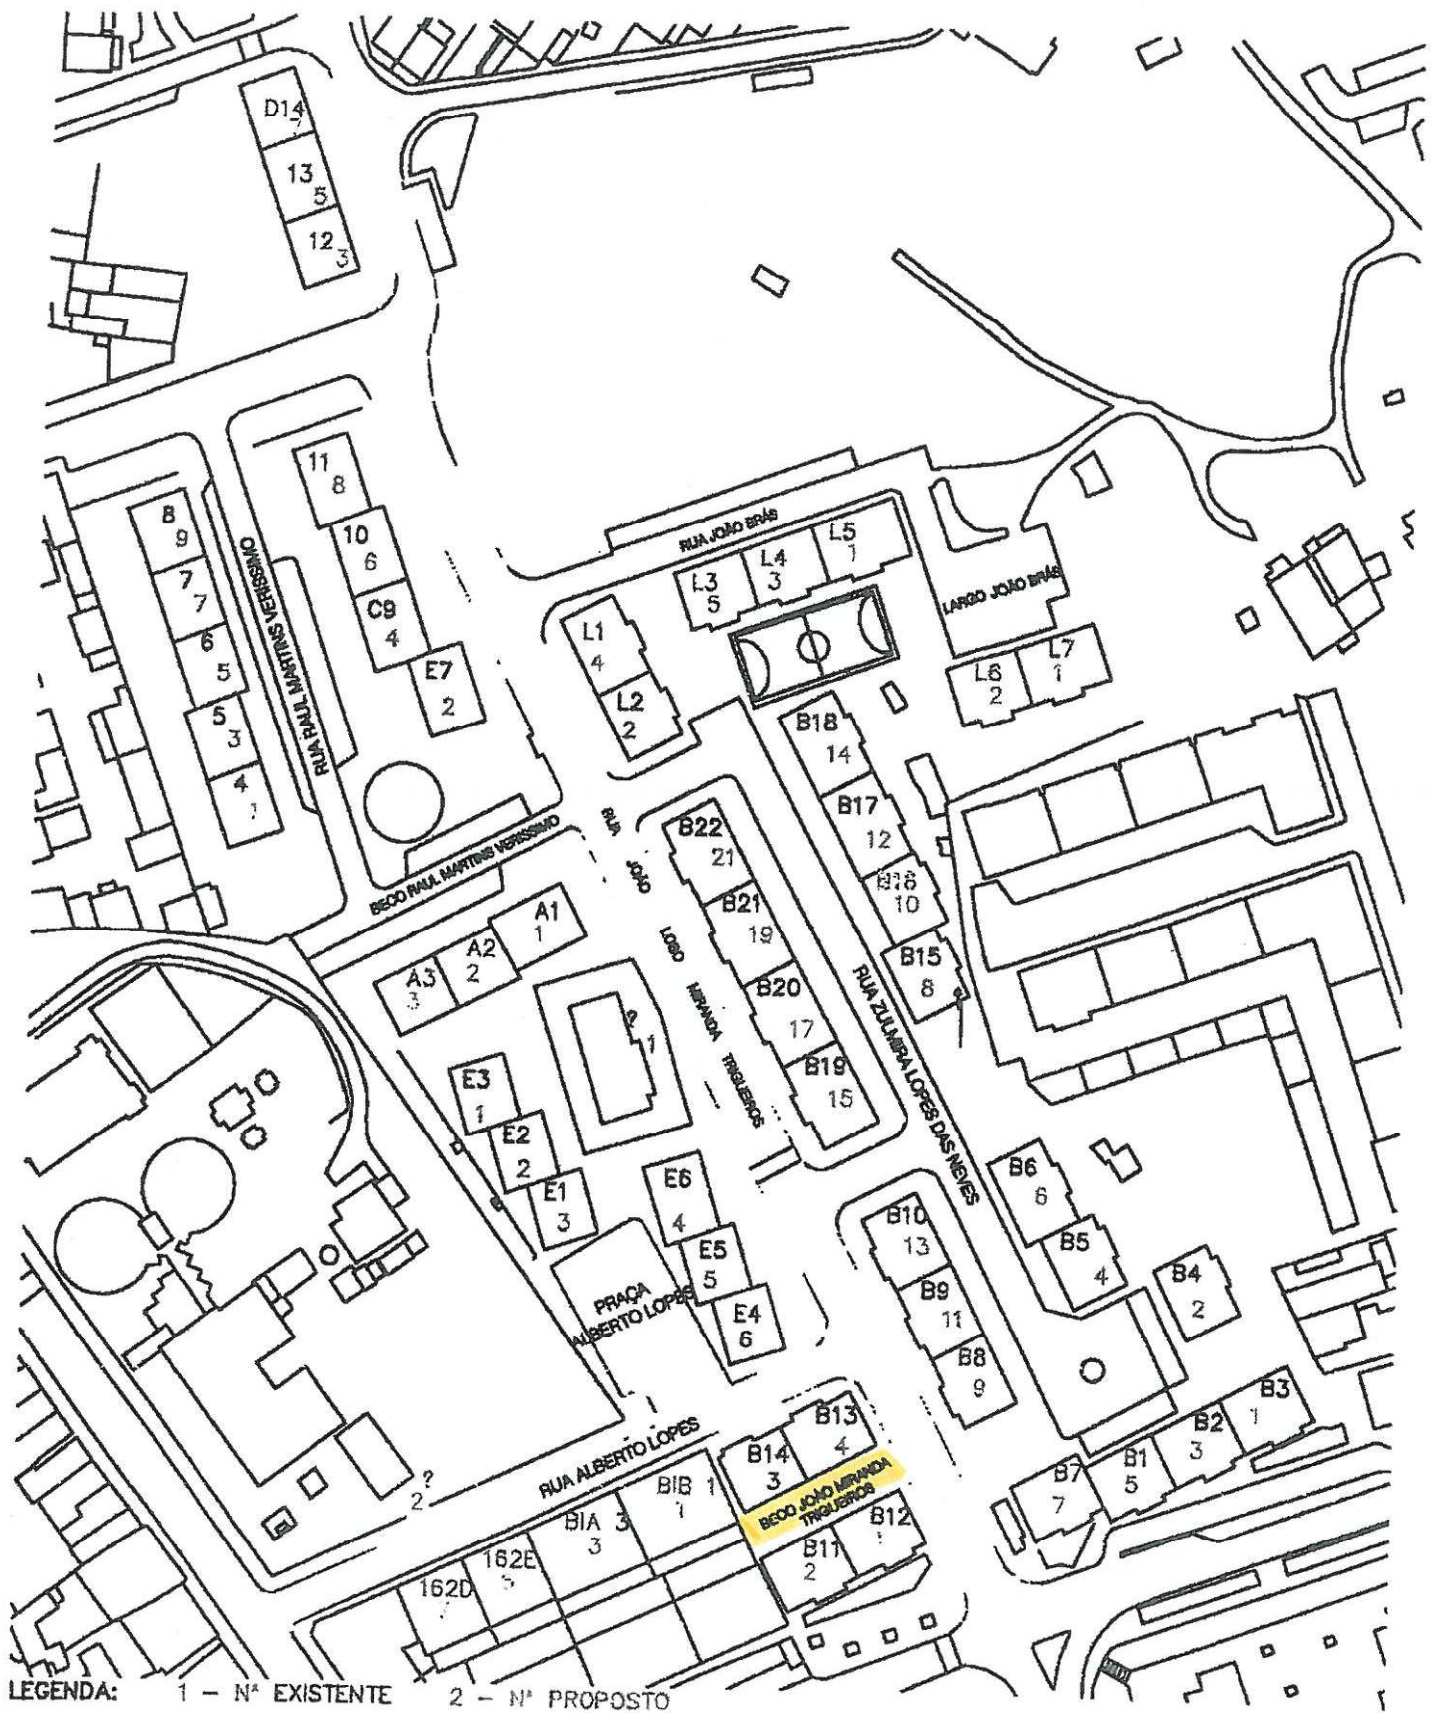 D14
7
13
5
12
3
11
8
8
9
10
6
RUA JOÃO BRÁS
L5
1
L4
3
L3
5
7
7
RUA RAUL MARTINS VERISSIMO
C9
4
LARGO JOÃO BRÁS
L1
4
6
5
E7
2
L7
1
L6
2
L2
2
5
3
B18
14
4
1
B17
12
BECO RAUL MARTINS VERISSIMO
B22
21
B16
10
A1
1
B21
19
A2
2
A3
3
B15
8
B20
17
RUA JOÃO LOBO MIRANDA TRIGUEIROS
RUA ZULMIRA LOPES DAS NEVES
1
B19
15
E3
1
E2
2
E1
3
E6
4
B6
6
B10
13
B5
4
E5
5
B4
2
PRAÇA
ALBERTO LOPES
B9
11
E4
6
B8
9
B3
1
B13
4
B2
3
RUA ALBERTO LOPES
B14
3
B1
5
B7
7
?
2
BIB 1
1
BECO JOÃO MIRANDA
TRIGUEIROS
BIA 3
3
B12
1
B11
2
162E
5
162D
LEGENDA: 1 - Nº EXISTENTE 2 - Nº PROPOSTO